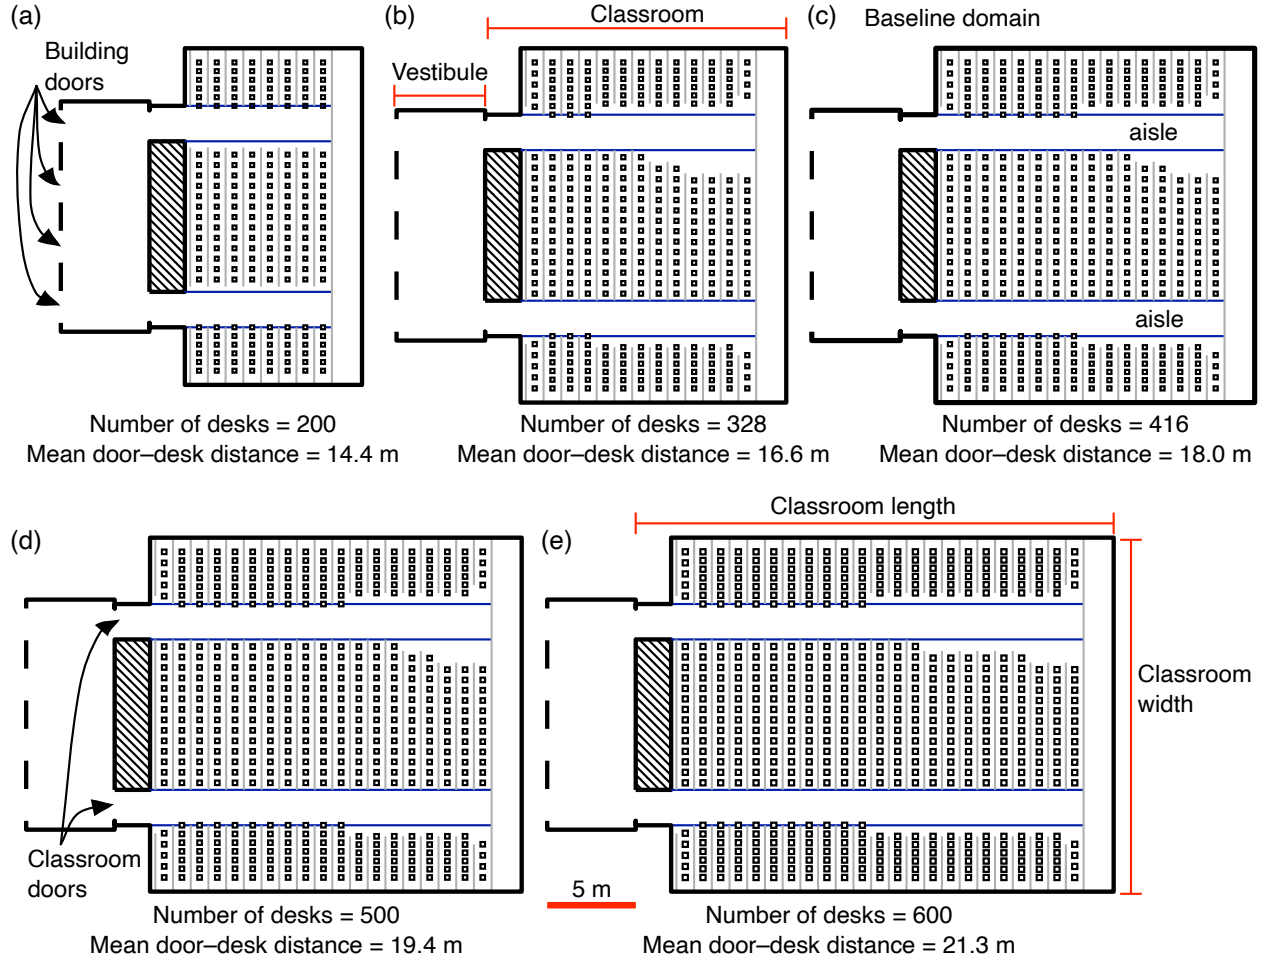 (a)
Building
doors
Number of desks = 200
Mean door–desk distance = 14.4 m
(b)
Classroom
Vestibule
Number of desks = 328
Mean door–desk distance = 16.6 m
(c)
Baseline domain
aisle
aisle
Number of desks = 416
Mean door–desk distance = 18.0 m
(d)
Classroom
doors
Number of desks = 500
Mean door–desk distance = 19.4 m
(e)
Classroom length
Classroom
width
5 m
Number of desks = 600
Mean door–desk distance = 21.3 m